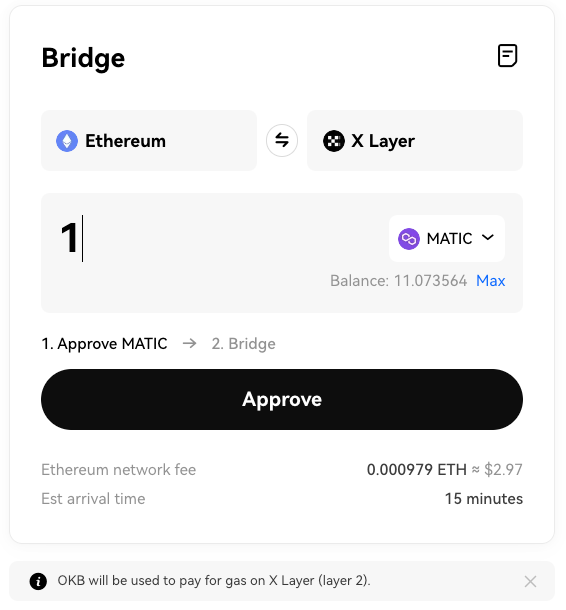 Bridge
Ethereum
X Layer
1
MATIC
Balance: 11.073564 Max
1. Approve MATIC → 2. Bridge
Approve
Ethereum network fee 0.000979 ETH ≈ $2.97
Est arrival time 15 minutes
OKB will be used to pay for gas on X Layer (layer 2).